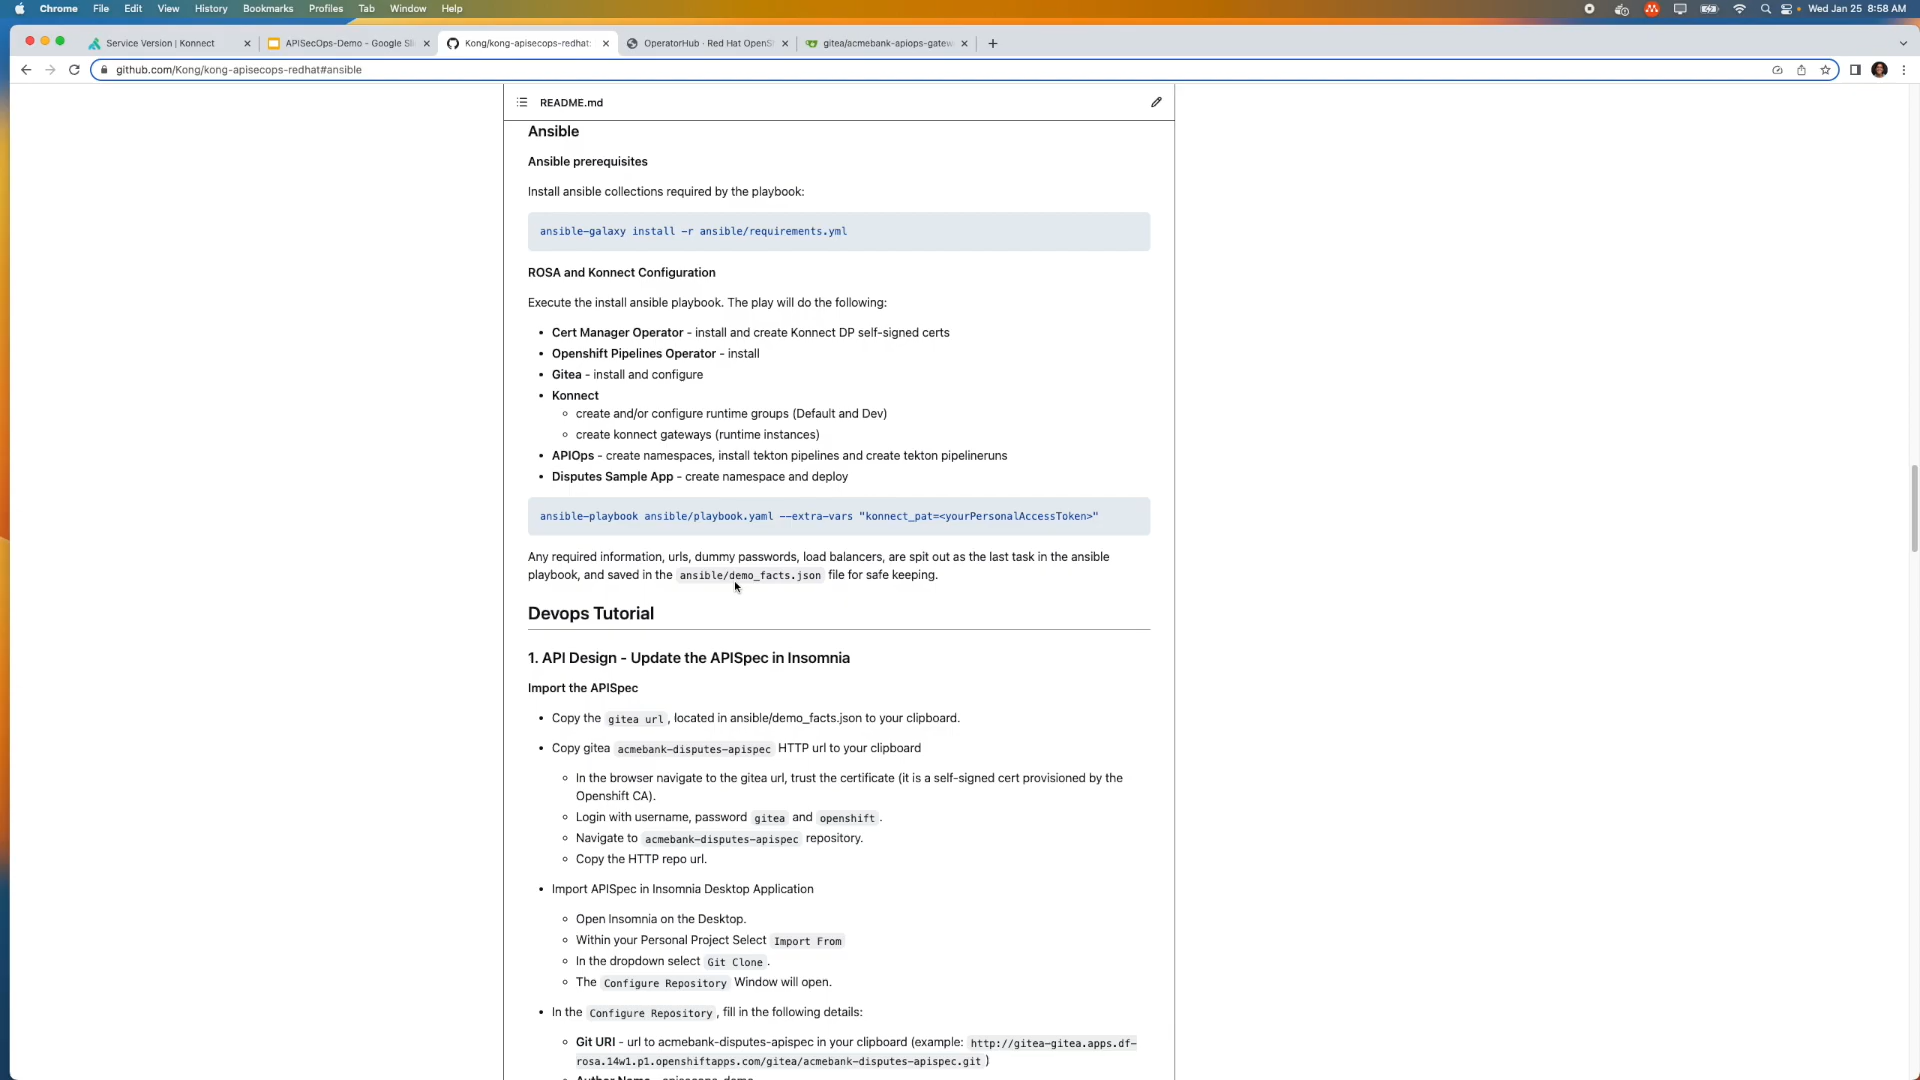 Chrome File Edit View History Bookmarks Profiles Tab Window Help Wed Jan 25 8:58 AM
Service Version | Konnect APISecOps-Demo - Google Sl Kong/kong-apisecops-redhat: OperatorHub · Red Hat OpenS gitea/acmebank-apiops-gatew
github.com/Kong/kong-apisecops-redhat#ansible
README.md
Ansible
Ansible prerequisites
Install ansible collections required by the playbook:
ansible-galaxy install -r ansible/requirements.yml
ROSA and Konnect Configuration
Execute the install ansible playbook. The play will do the following:
• Cert Manager Operator - install and create Konnect DP self-signed certs
• Openshift Pipelines Operator - install
• Gitea - install and configure
• Konnect
◦ create and/or configure runtime groups (Default and Dev)
◦ create konnect gateways (runtime instances)
• APIOps - create namespaces, install tekton pipelines and create tekton pipelineruns
• Disputes Sample App - create namespace and deploy
ansible-playbook ansible/playbook.yaml --extra-vars "konnect_pat=<yourPersonalAccessToken>"
Any required information, urls, dummy passwords, load balancers, are spit out as the last task in the ansible
playbook, and saved in the ansible/demo_facts.json file for safe keeping.
Devops Tutorial
1. API Design - Update the APISpec in Insomnia
Import the APISpec
• Copy the gitea url, located in ansible/demo_facts.json to your clipboard.
• Copy gitea acmebank-disputes-apispec HTTP url to your clipboard
◦ In the browser navigate to the gitea url, trust the certificate (it is a self-signed cert provisioned by the
Openshift CA).
◦ Login with username, password gitea and openshift.
◦ Navigate to acmebank-disputes-apispec repository.
◦ Copy the HTTP repo url.
• Import APISpec in Insomnia Desktop Application
◦ Open Insomnia on the Desktop.
◦ Within your Personal Project Select Import From
◦ In the dropdown select Git Clone.
◦ The Configure Repository Window will open.
• In the Configure Repository, fill in the following details:
◦ Git URI - url to acmebank-disputes-apispec in your clipboard (example: http://gitea-gitea.apps.df-
rosa.14w1.p1.openshiftapps.com/gitea/acmebank-disputes-apispec.git)
◦ Author Name - apisecops-demo